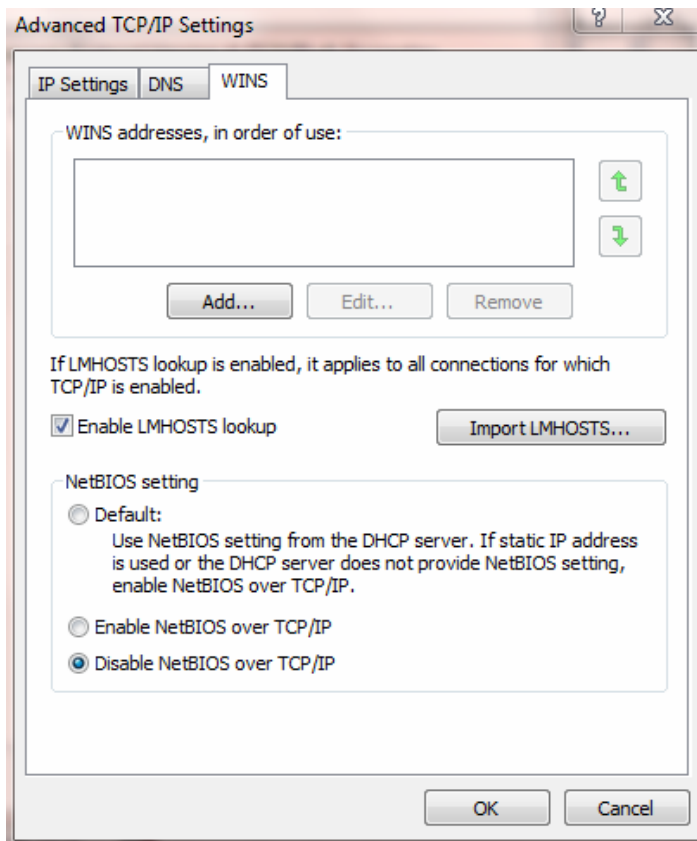 Advanced TCP/IP Settings
IP Settings DNS WINS
WINS addresses, in order of use:
Add... Edit... Remove
If LMHOSTS lookup is enabled, it applies to all connections for which
TCP/IP is enabled.
Enable LMHOSTS lookup Import LMHOSTS...
NetBIOS setting
Default:
Use NetBIOS setting from the DHCP server. If static IP address
is used or the DHCP server does not provide NetBIOS setting,
enable NetBIOS over TCP/IP.
Enable NetBIOS over TCP/IP
Disable NetBIOS over TCP/IP
OK Cancel